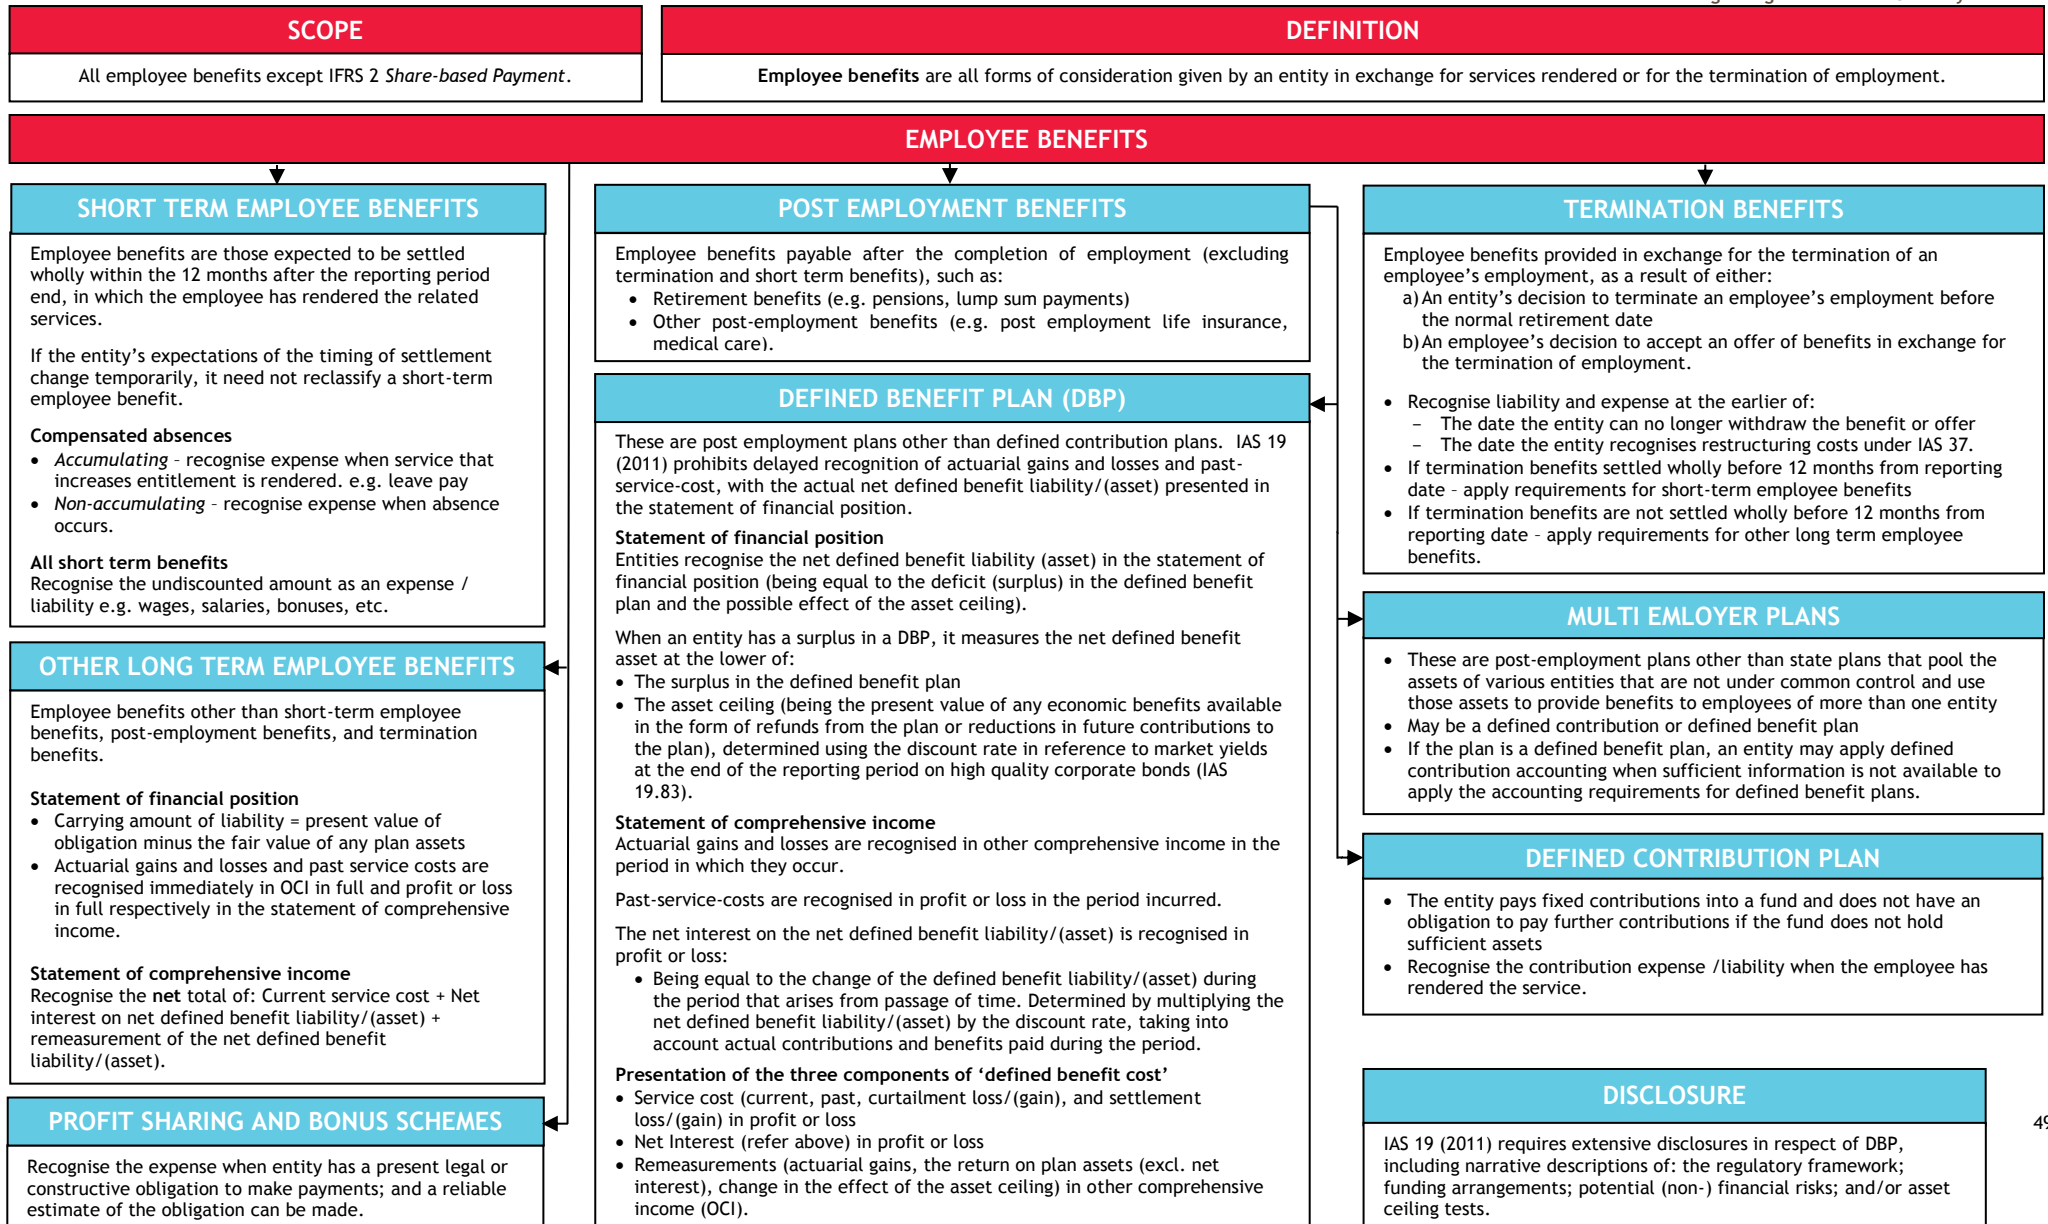 SCOPE
All employee benefits except IFRS 2 Share-based Payment.
DEFINITION
Employee benefits are all forms of consideration given by an entity in exchange for services rendered or for the termination of employment.
EMPLOYEE BENEFITS
SHORT TERM EMPLOYEE BENEFITS
Employee benefits are those expected to be settled
wholly within the 12 months after the reporting period
end, in which the employee has rendered the related
services.
If the entity’s expectations of the timing of settlement
change temporarily, it need not reclassify a short-term
employee benefit.
Compensated absences
• Accumulating – recognise expense when service that
increases entitlement is rendered. e.g. leave pay
• Non-accumulating – recognise expense when absence
occurs.
All short term benefits
Recognise the undiscounted amount as an expense /
liability e.g. wages, salaries, bonuses, etc.
OTHER LONG TERM EMPLOYEE BENEFITS
Employee benefits other than short-term employee
benefits, post-employment benefits, and termination
benefits.
Statement of financial position
• Carrying amount of liability = present value of
obligation minus the fair value of any plan assets
• Actuarial gains and losses and past service costs are
recognised immediately in OCI in full and profit or loss
in full respectively in the statement of comprehensive
income.
Statement of comprehensive income
Recognise the net total of: Current service cost + Net
interest on net defined benefit liability/(asset) +
remeasurement of the net defined benefit
liability/(asset).
PROFIT SHARING AND BONUS SCHEMES
Recognise the expense when entity has a present legal or
constructive obligation to make payments; and a reliable
estimate of the obligation can be made.
POST EMPLOYMENT BENEFITS
Employee benefits payable after the completion of employment (excluding
termination and short term benefits), such as:
• Retirement benefits (e.g. pensions, lump sum payments)
• Other post-employment benefits (e.g. post employment life insurance,
medical care).
DEFINED BENEFIT PLAN (DBP)
These are post employment plans other than defined contribution plans. IAS 19
(2011) prohibits delayed recognition of actuarial gains and losses and past-
service-cost, with the actual net defined benefit liability/(asset) presented in
the statement of financial position.
Statement of financial position
Entities recognise the net defined benefit liability (asset) in the statement of
financial position (being equal to the deficit (surplus) in the defined benefit
plan and the possible effect of the asset ceiling).
When an entity has a surplus in a DBP, it measures the net defined benefit
asset at the lower of:
• The surplus in the defined benefit plan
• The asset ceiling (being the present value of any economic benefits available
in the form of refunds from the plan or reductions in future contributions to
the plan), determined using the discount rate in reference to market yields
at the end of the reporting period on high quality corporate bonds (IAS
19.83).
Statement of comprehensive income
Actuarial gains and losses are recognised in other comprehensive income in the
period in which they occur.
Past-service-costs are recognised in profit or loss in the period incurred.
The net interest on the net defined benefit liability/(asset) is recognised in
profit or loss:
• Being equal to the change of the defined benefit liability/(asset) during
the period that arises from passage of time. Determined by multiplying the
net defined benefit liability/(asset) by the discount rate, taking into
account actual contributions and benefits paid during the period.
Presentation of the three components of ‘defined benefit cost’
• Service cost (current, past, curtailment loss/(gain), and settlement
loss/(gain) in profit or loss
• Net Interest (refer above) in profit or loss
• Remeasurements (actuarial gains, the return on plan assets (excl. net
interest), change in the effect of the asset ceiling) in other comprehensive
income (OCI).
TERMINATION BENEFITS
Employee benefits provided in exchange for the termination of an
employee’s employment, as a result of either:
a) An entity’s decision to terminate an employee’s employment before
the normal retirement date
b) An employee’s decision to accept an offer of benefits in exchange for
the termination of employment.
• Recognise liability and expense at the earlier of:
– The date the entity can no longer withdraw the benefit or offer
– The date the entity recognises restructuring costs under IAS 37.
• If termination benefits settled wholly before 12 months from reporting
date – apply requirements for short-term employee benefits
• If termination benefits are not settled wholly before 12 months from
reporting date – apply requirements for other long term employee
benefits.
MULTI EMLOYER PLANS
• These are post-employment plans other than state plans that pool the
assets of various entities that are not under common control and use
those assets to provide benefits to employees of more than one entity
• May be a defined contribution or defined benefit plan
• If the plan is a defined benefit plan, an entity may apply defined
contribution accounting when sufficient information is not available to
apply the accounting requirements for defined benefit plans.
DEFINED CONTRIBUTION PLAN
• The entity pays fixed contributions into a fund and does not have an
obligation to pay further contributions if the fund does not hold
sufficient assets
• Recognise the contribution expense /liability when the employee has
rendered the service.
DISCLOSURE
IAS 19 (2011) requires extensive disclosures in respect of DBP,
including narrative descriptions of: the regulatory framework;
funding arrangements; potential (non-) financial risks; and/or asset
ceiling tests.
49